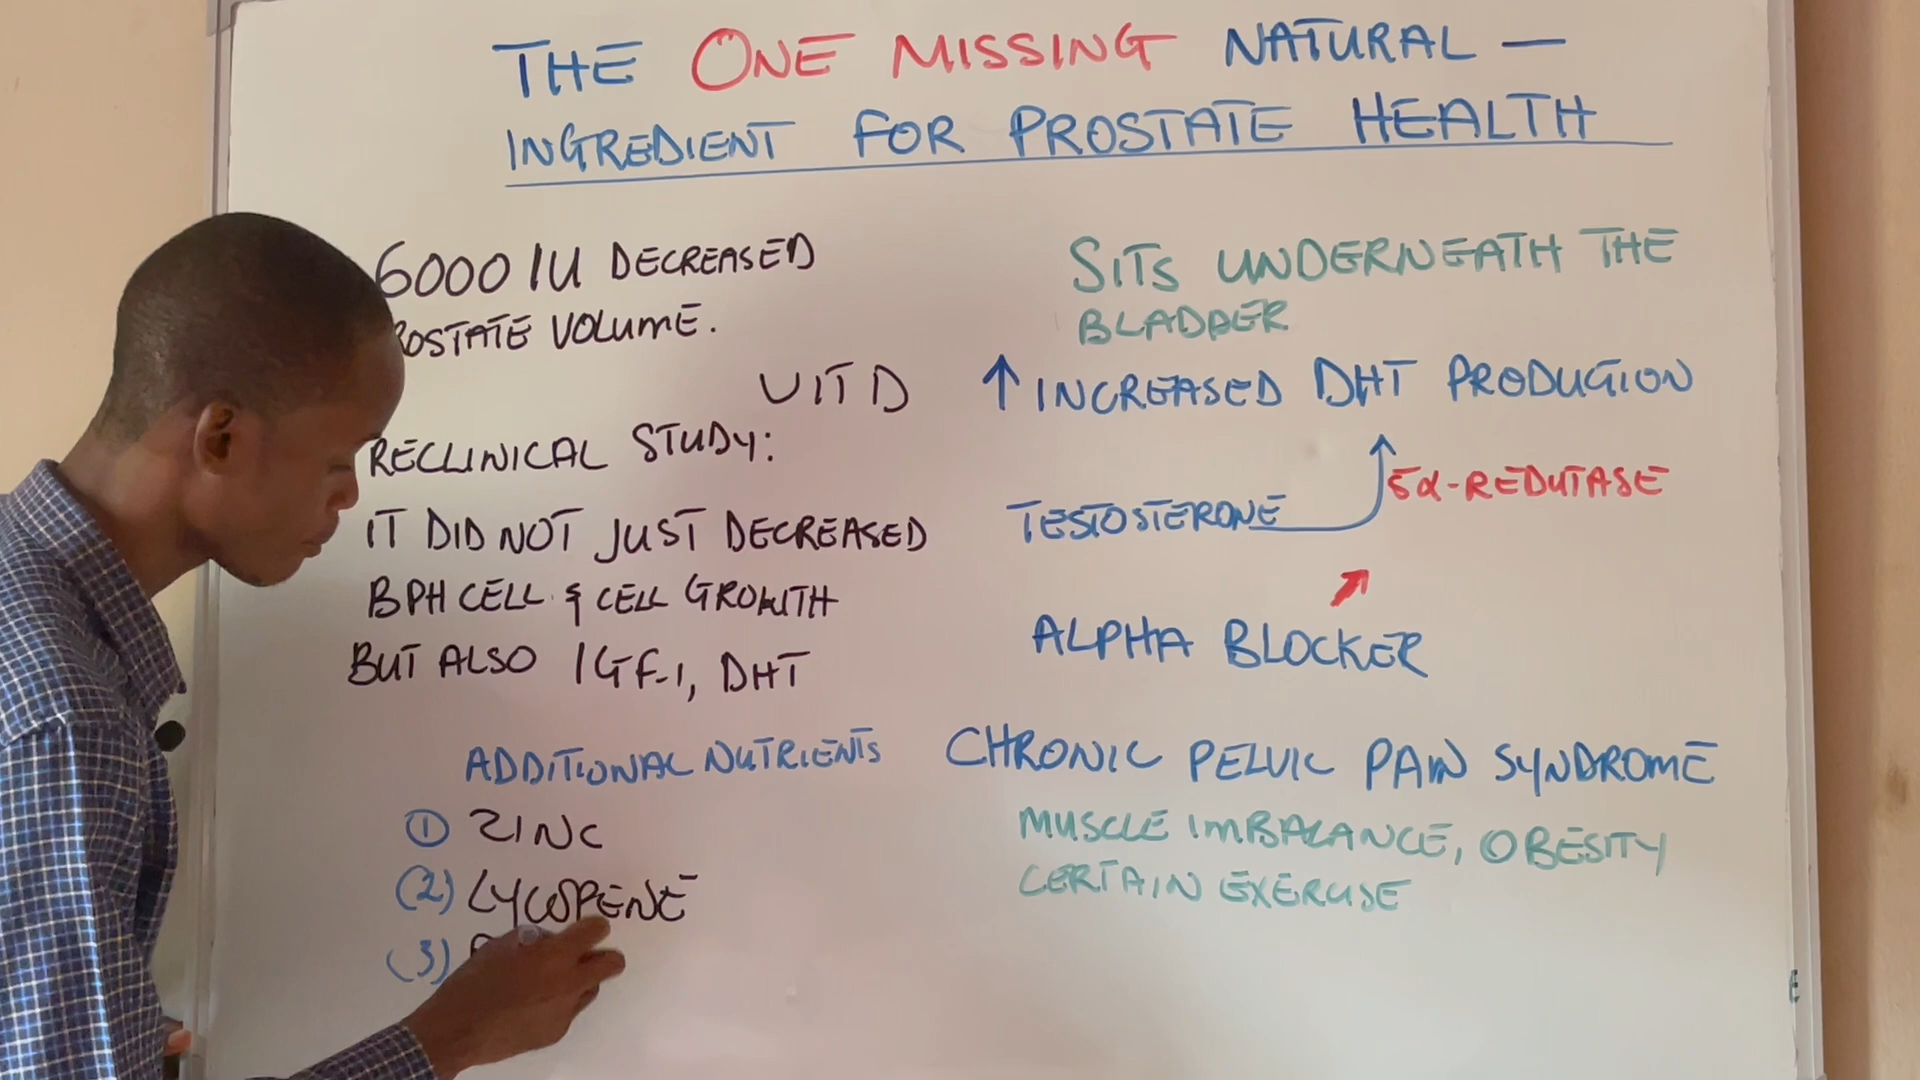 THE ONE MISSING NATURAL —
INGREDIENT FOR PROSTATE HEALTH
6000 IU DECREASED
ROSTATE VOLUME.
VIT D
RECLINICAL STUDY:
IT DID NOT JUST DECREASED
BPH CELL & CELL GROWTH
BUT ALSO IGF-1, DHT
ADDITIONAL NUTRIENTS
① ZINC
(2) LYCOPENE
(3)
SITS UNDERNEATH THE
BLADDER
↑ INCREASED DHT PRODUCTION
5α-REDUTASE
TESTOSTERONE
ALPHA BLOCKER
CHRONIC PELVIC PAIN SYNDROME
MUSCLE IMBALANCE, OBESITY
CERTAIN EXERCISE